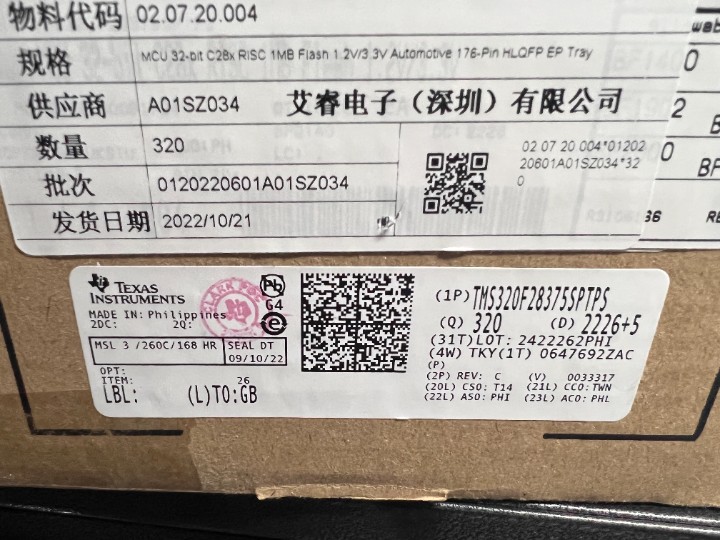 物料代码 02.07.20.004
规格 MCU 32-bit C28x RISC 1MB Flash 1.2V/3.3V Automotive 176-Pin HLQFP EP Tray
供应商 A01SZ034 艾睿电子（深圳）有限公司
数量 320
批次 0120220601A01SZ034
发货日期 2022/10/21
02 07 20 004*01202
20601A01SZ034*32
0
TEXAS
INSTRUMENTS
MADE IN: Philippines
2DC: 2Q:
Pb
G4
e
MSL 3 /260C/168 HR
SEAL DT
09/10/22
OPT:
ITEM: 26
LBL: (L)TO:GB
(1P) TMS320F28375SPTPS
(Q) 320 (D) 2226+5
(31T)LOT: 2422262PHI
(4W) TKY(1T) 0647692ZAC
(P)
(2P) REV: C (V) 0033317
(20L) CSO: T14 (21L) CCO:TWN
(22L) ASO: PHI (23L) ACO: PHL